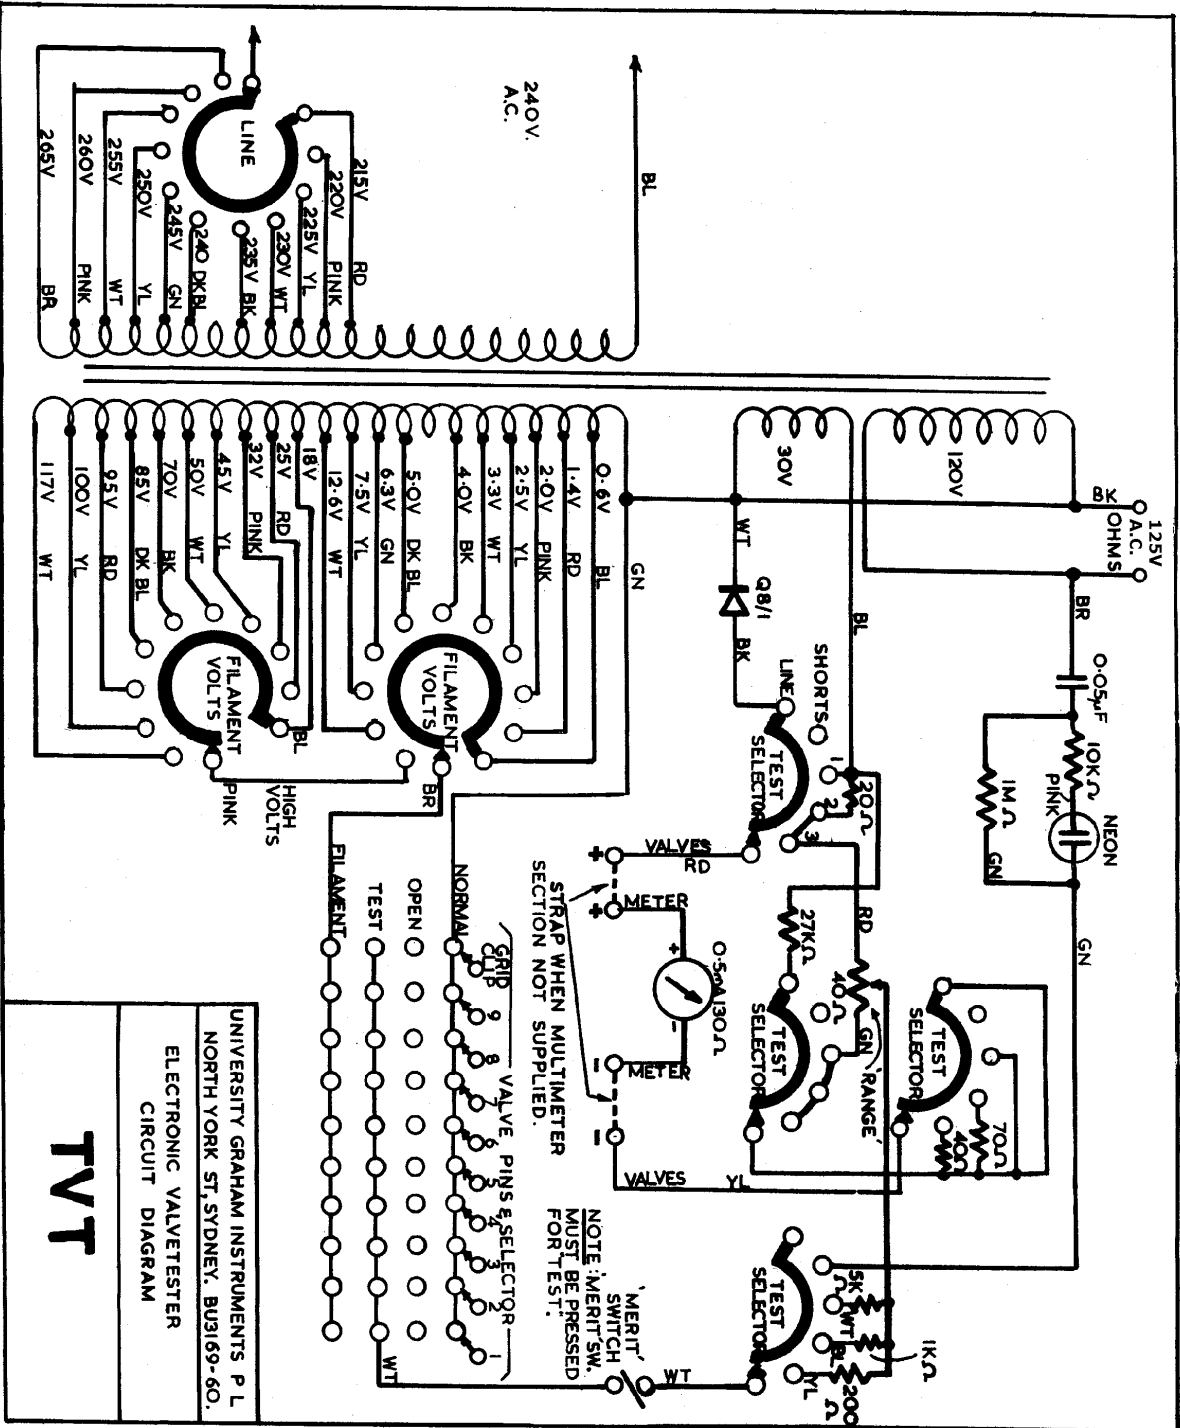 240V.
A.C.
BL
LINE
215V RD
220V PINK
225V YL
230V WT
235V BK
240 DKBL
245V GN
250V YL
255V WT
260V PINK
265V BR
0.6V BL
1.4V RD
2.0V PINK
2.5V YL
3.3V WT
4.0V BK
5.0V DK BL
6.3V GN
7.5V YL
12.6V WT
18V BL
25V RD
32V PINK
45V YL
50V WT
70V BK
85V DK BL
95V RD
100V YL
117V WT
GN
30V
120V
BK
125V
A.C.
OHMS
BR
0.05µF
10KΩ
PINK
NEON
1MΩ
GN
GN
WT
Q8/1
BK
BL
LINE
SHORTS
1
2
3
TEST
SELECTOR
20Ω
FILAMENT
VOLTS
FILAMENT
VOLTS
HIGH
VOLTS
PINK
BR
VALVES
RD
+
+
METER
+
0.5mA 130Ω
-
METER
-
-
VALVES
YL
STRAP WHEN MULTIMETER
SECTION NOT SUPPLIED.
27KΩ
RD
40Ω
GN
'RANGE'
TEST
SELECTOR
TEST
SELECTOR
70Ω
40Ω
TEST
SELECTOR
5K
Ω
WT
BL
1KΩ
YL
200
Ω
WT
'MERIT'
SWITCH
NOTE:'MERIT'SW.
MUST BE PRESSED
FOR"TEST".
WT
FILAMENT
TEST
OPEN
NORMAL
GRID
CLIP
9
8
7
6
5
4
3
2
1
VALVE PINS & SELECTOR
UNIVERSITY GRAHAM INSTRUMENTS P L
NORTH YORK ST, SYDNEY. BU3169-60.
ELECTRONIC VALVETESTER
CIRCUIT DIAGRAM
TVT